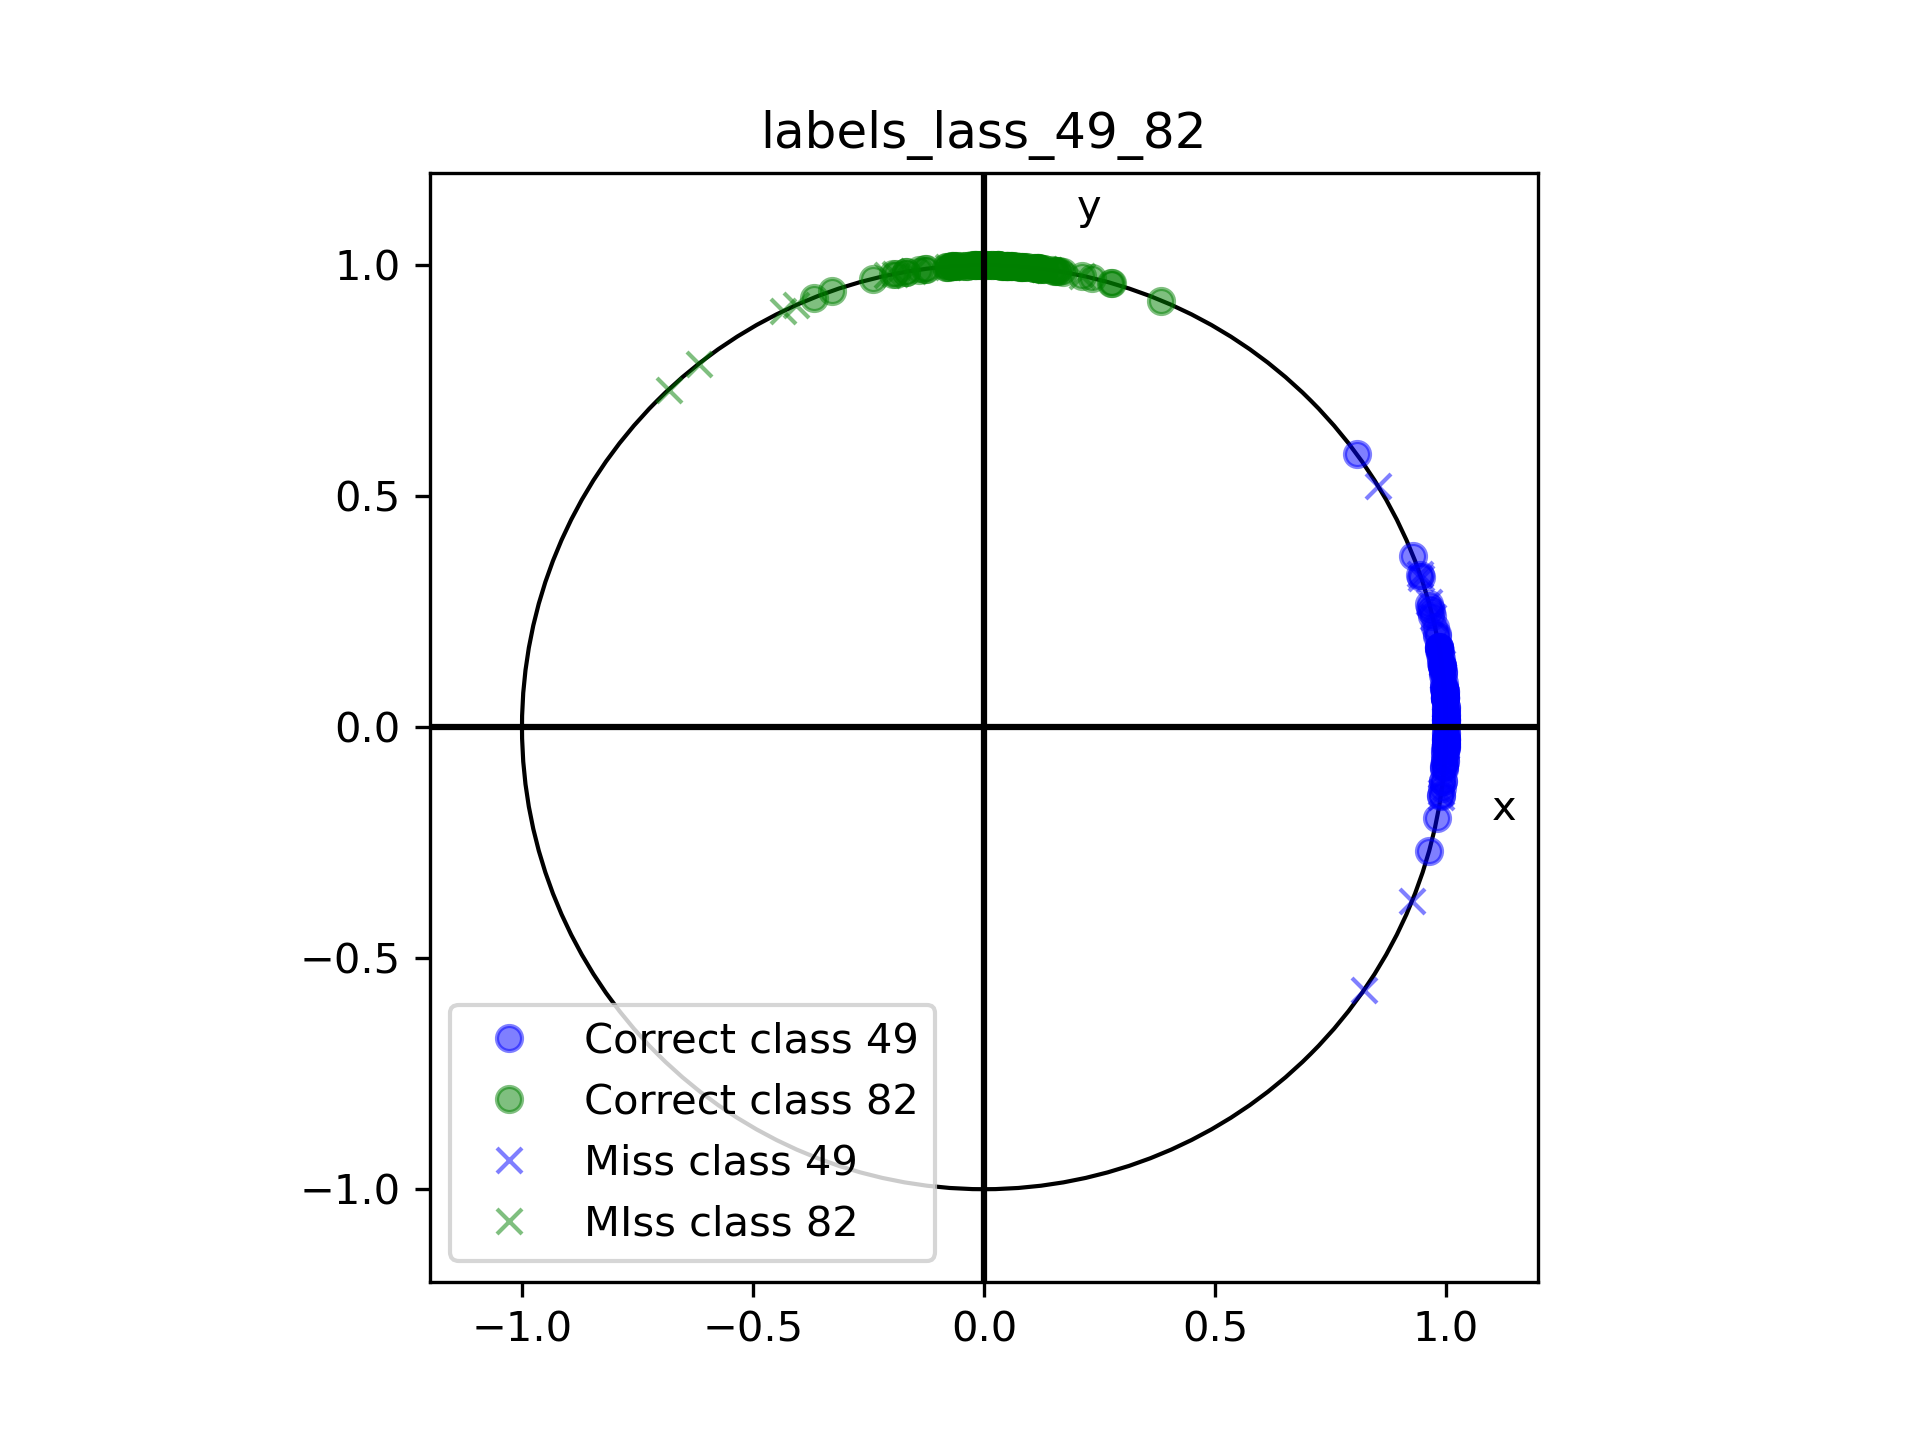 labels_lass_49_82
y
1.0
0.5
0.0
x
−0.5
−1.0
Correct class 49
Correct class 82
Miss class 49
MIss class 82
−1.0 −0.5 0.0 0.5 1.0